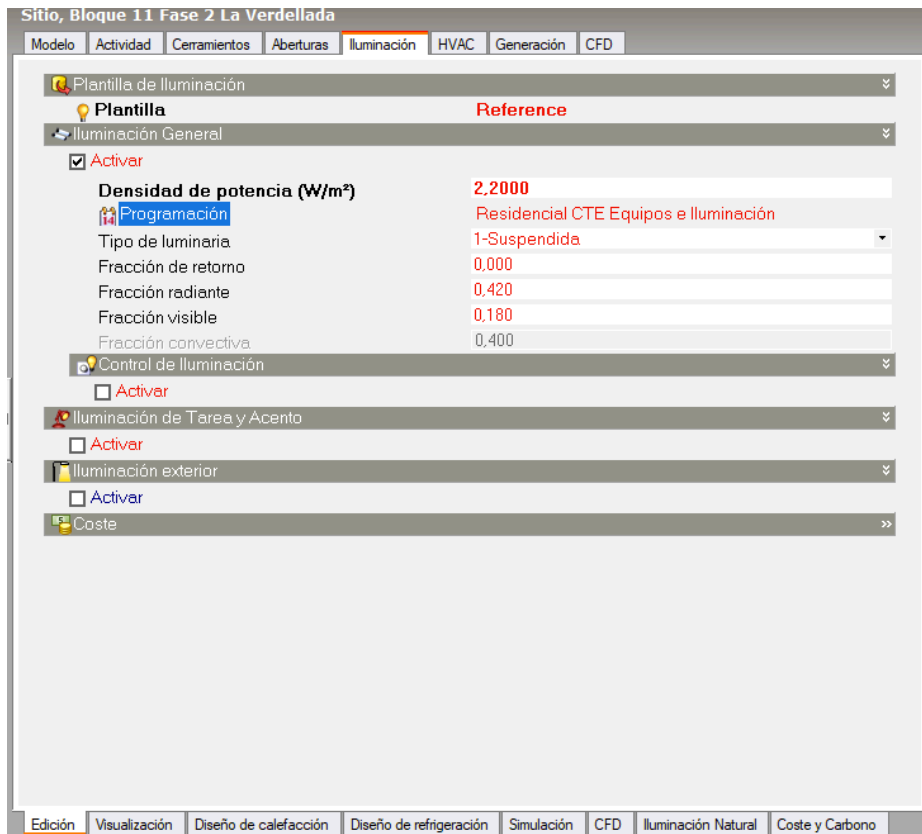 Sitio, Bloque 11 Fase 2 La Verdellada
Modelo Actividad Cerramientos Aberturas Iluminación HVAC Generación CFD
Plantilla de Iluminación
Plantilla Reference
Iluminación General
Activar
Densidad de potencia (W/m²) 2,2000
Programación Residencial CTE Equipos e Iluminación
Tipo de luminaria 1-Suspendida
Fracción de retorno 0,000
Fracción radiante 0,420
Fracción visible 0,180
Fracción convectiva 0,400
Control de Iluminación
Activar
Iluminación de Tarea y Acento
Activar
Iluminación exterior
Activar
Coste
Edición Visualización Diseño de calefacción Diseño de refrigeración Simulación CFD Iluminación Natural Coste y Carbono